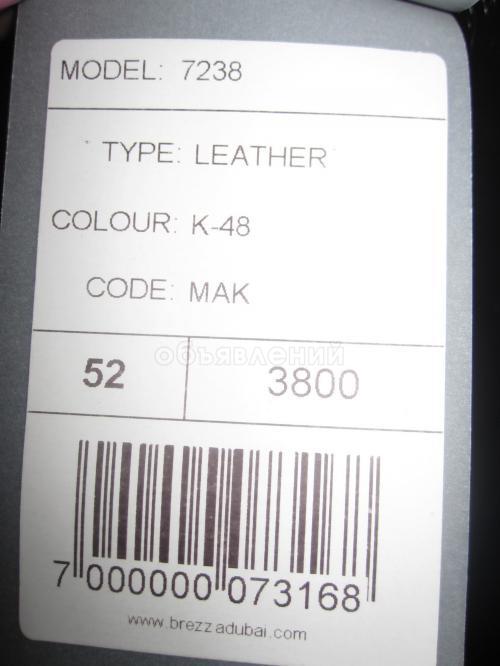 MODEL: 7238
TYPE: LEATHER
COLOUR: K-48
CODE: MAK
52 3800
объявлений
7 000000 073168
www.brezzadubai.com